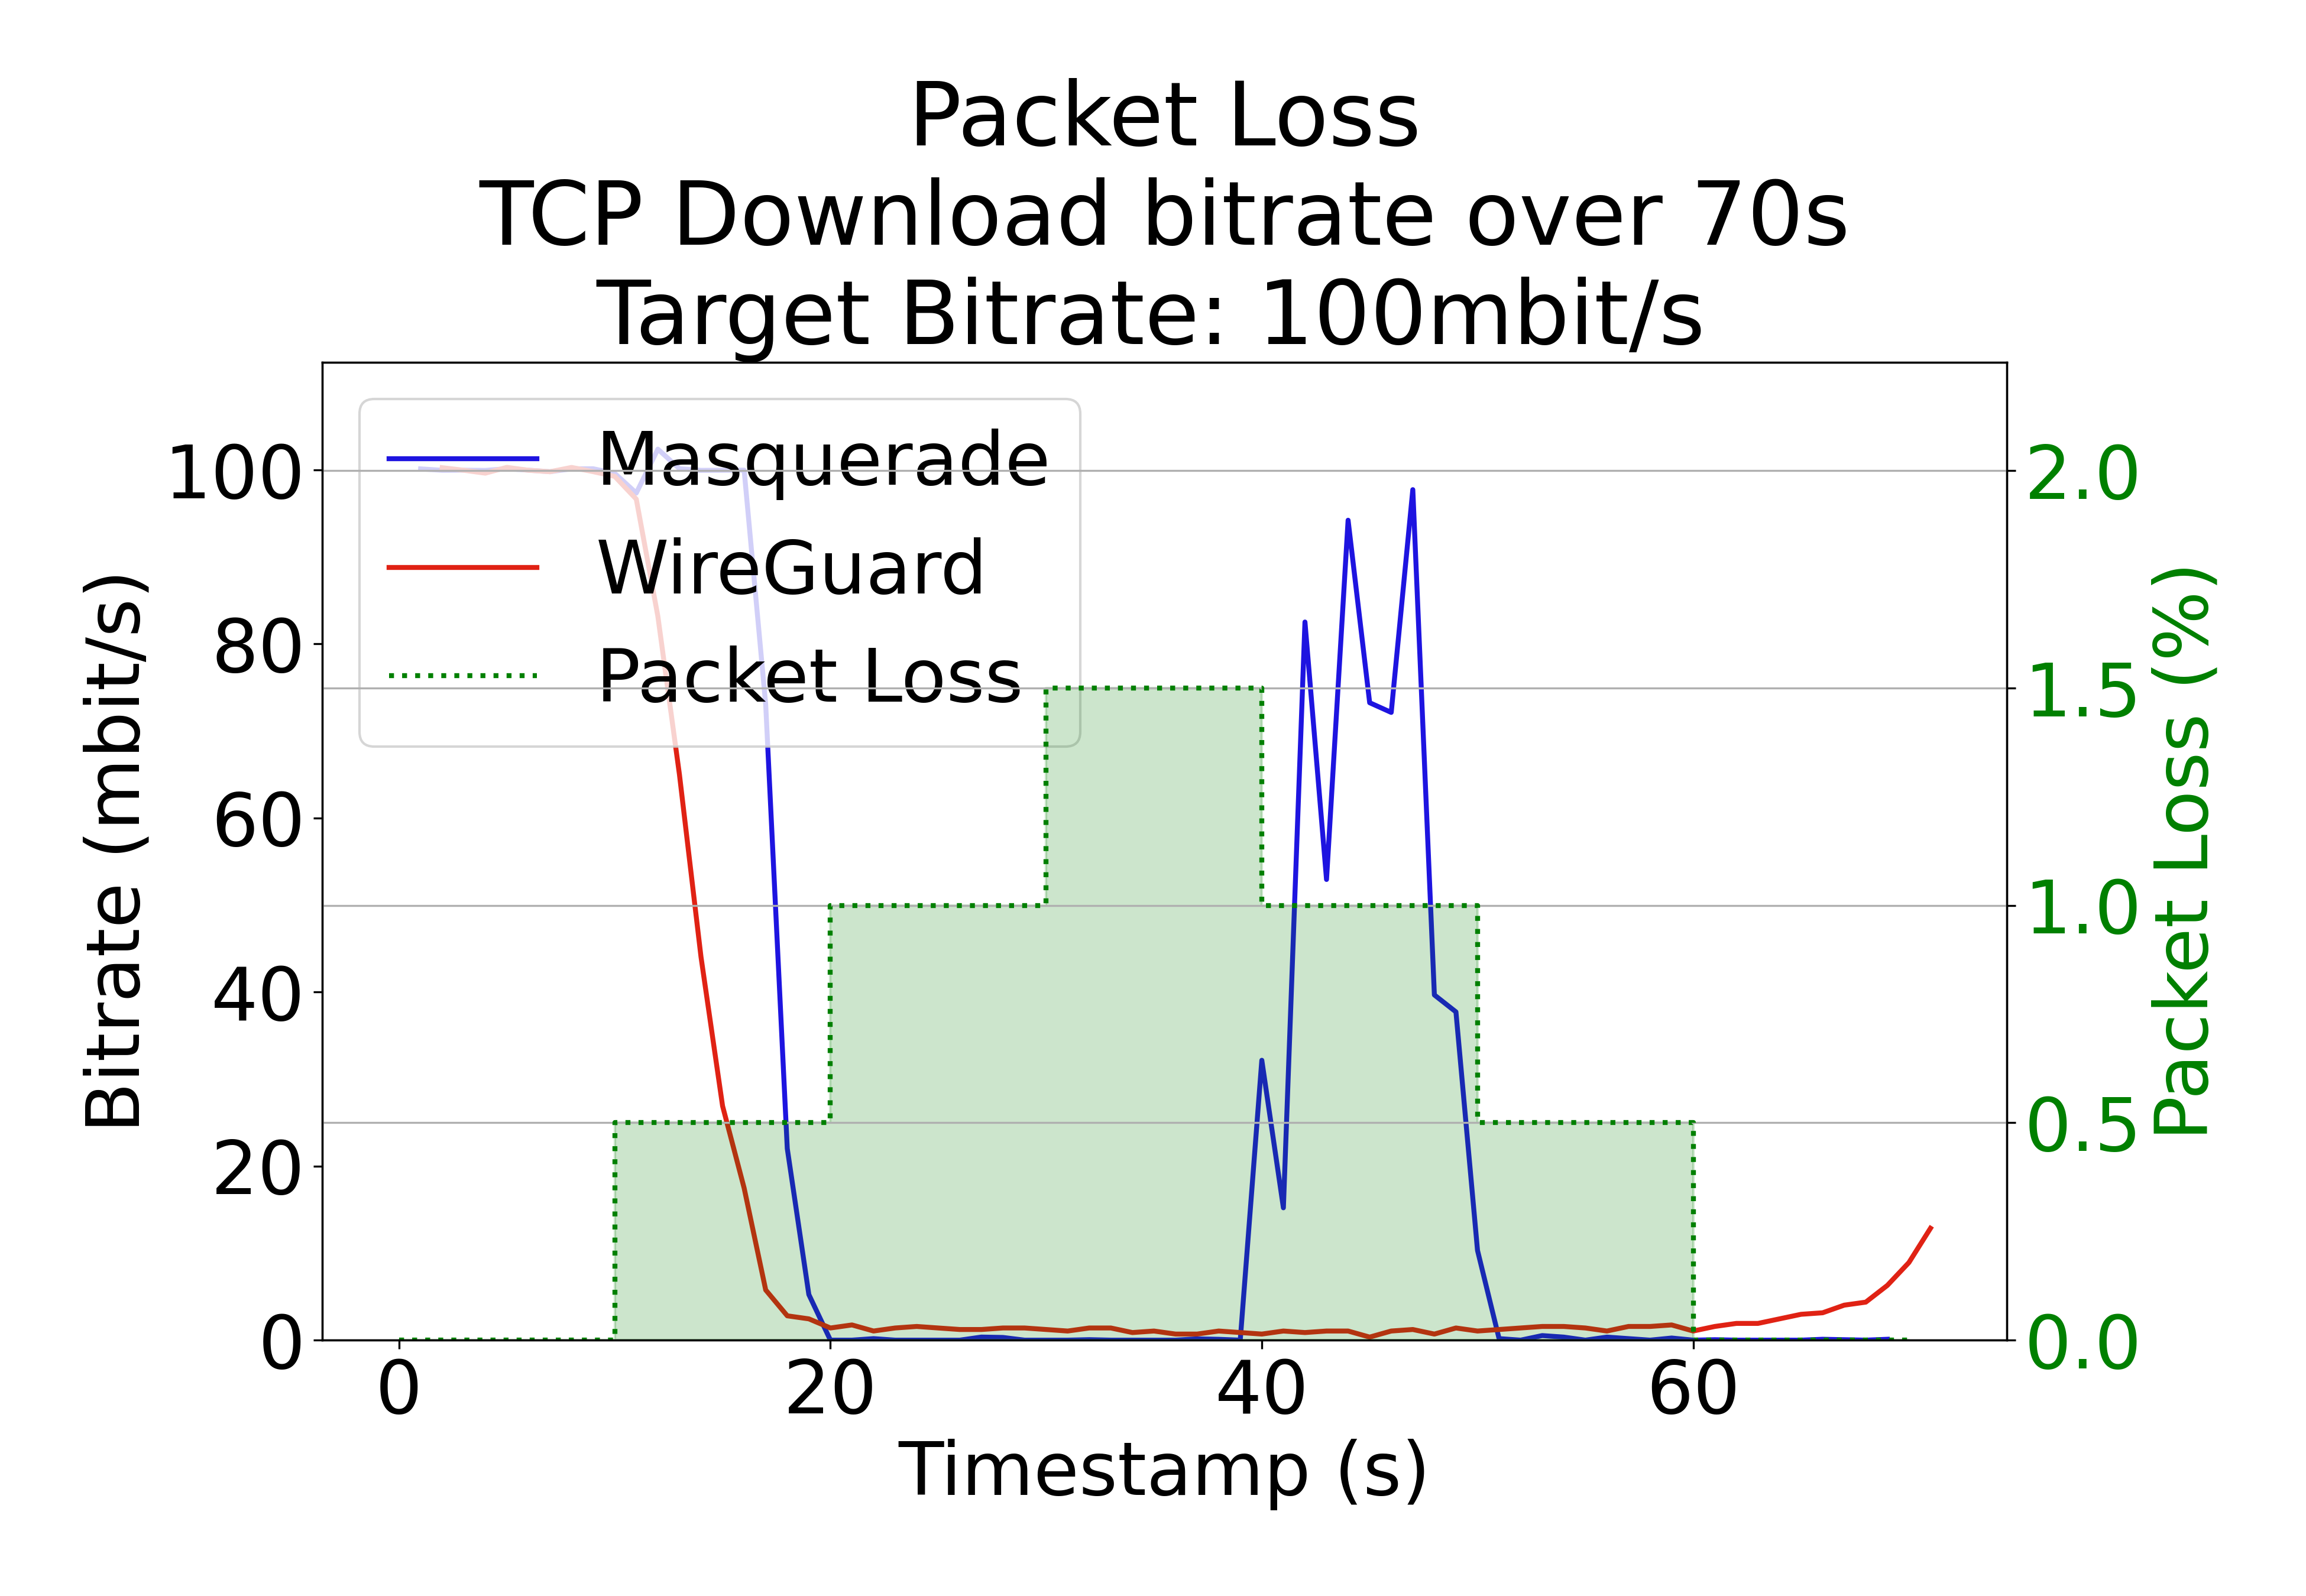 Packet Loss
TCP Download bitrate over 70s
Target Bitrate: 100mbit/s
Masquerade
WireGuard
Packet Loss
Bitrate (mbit/s)
100
80
60
40
20
0
Packet Loss (%)
2.0
1.5
1.0
0.5
0.0
0 20 40 60
Timestamp (s)